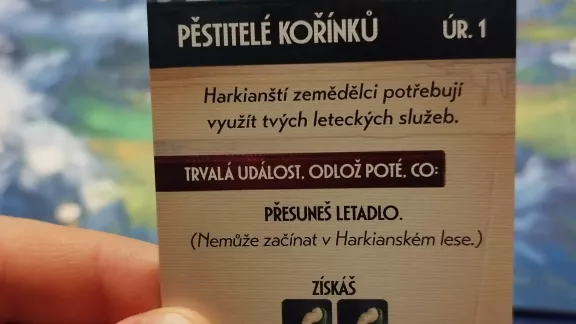 PĚSTITELÉ KOŘÍNKŮ ÚR. 1
Harkianští zemědělci potřebují
využít tvých leteckých služeb.
TRVALÁ UDÁLOST. ODLOŽ POTÉ, CO:
PŘESUNEŠ LETADLO.
(Nemůže začínat v Harkianském lese.)
ZÍSKÁŠ